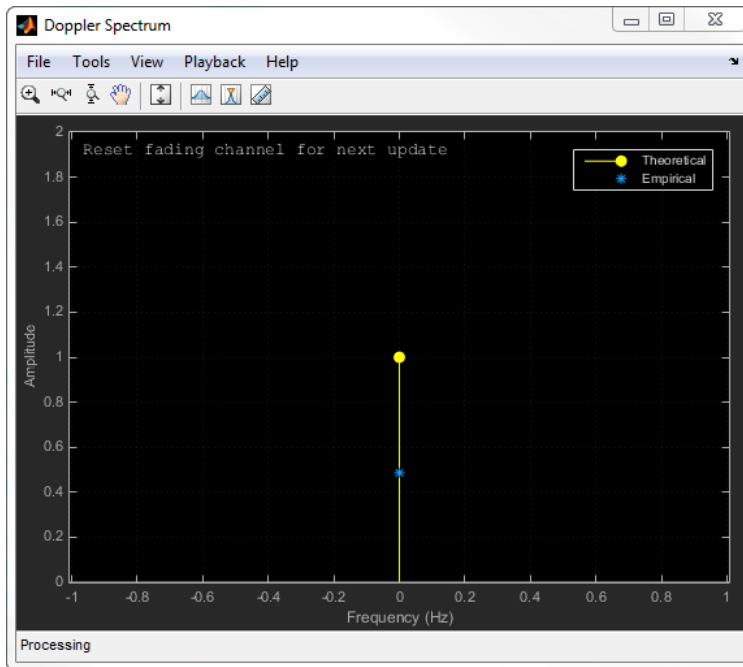 Doppler Spectrum
File Tools View Playback Help
Reset fading channel for next update
Theoretical
Empirical
2
1.8
1.6
1.4
1.2
1
0.8
0.6
0.4
0.2
0
Amplitude
-1 -0.8 -0.6 -0.4 -0.2 0 0.2 0.4 0.6 0.8 1
Frequency (Hz)
Processing